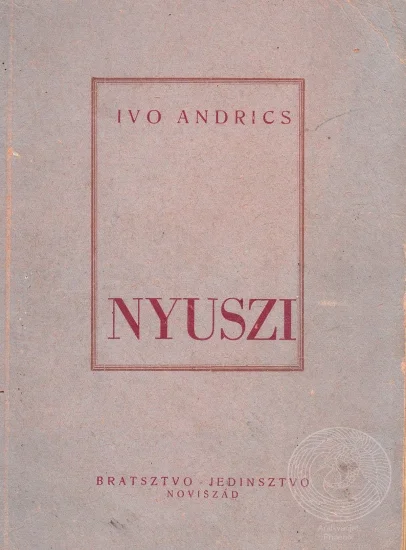 IVO ANDRICS
NYUSZI
BRATSZTVO - JEDINSZTVO
NOVISZÁD